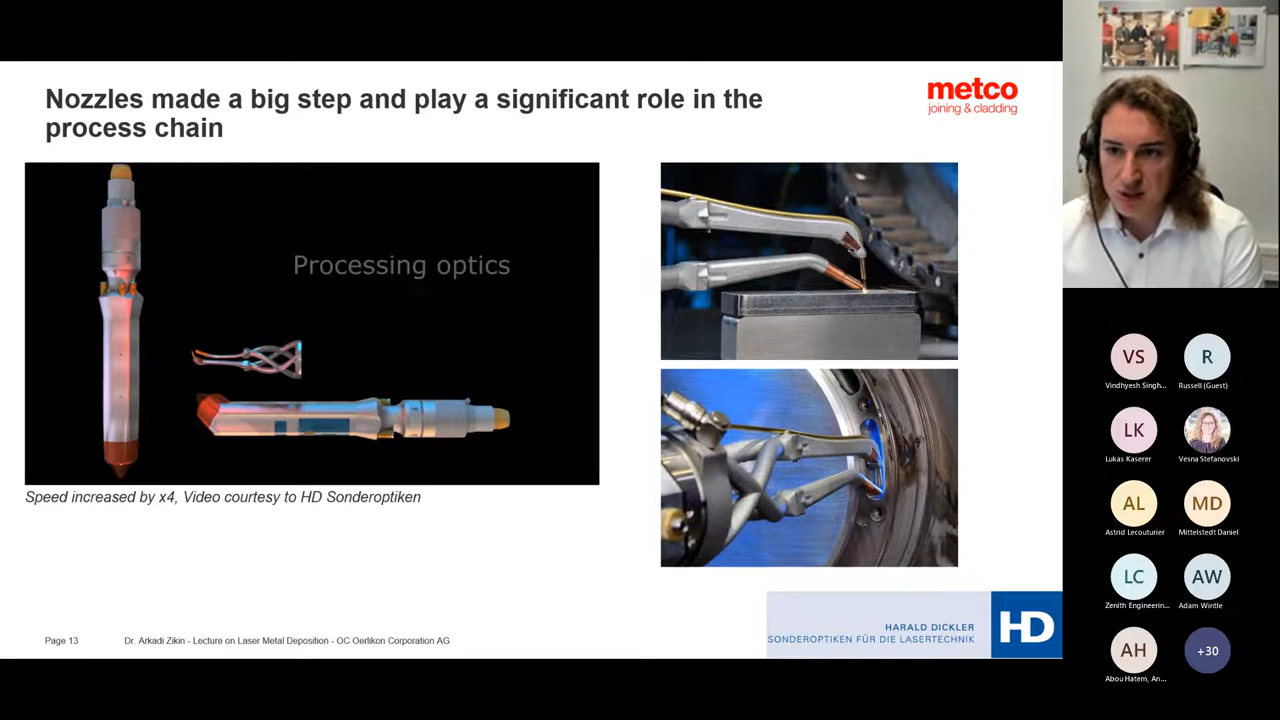 Nozzles made a big step and play a significant role in the
process chain
metco
joining & cladding
Processing optics
Speed increased by x4, Video courtesy to HD Sonderoptiken
HARALD DICKLER
SONDEROPTIKEN FÜR DIE LASERTECHNIK
HD
Page 13
Dr. Arkadi Zikin - Lecture on Laser Metal Deposition - OC Oerlikon Corporation AG
VS
Vindhyesh Singh...
R
Russell (Guest)
LK
Lukas Kaserer
Vesna Stefanovski
AL
Astrid Lecouturier
MD
Mittelstedt Daniel
LC
Zenith Engineerin...
AW
Adam Wintle
AH
Abou Hatem, An...
+30